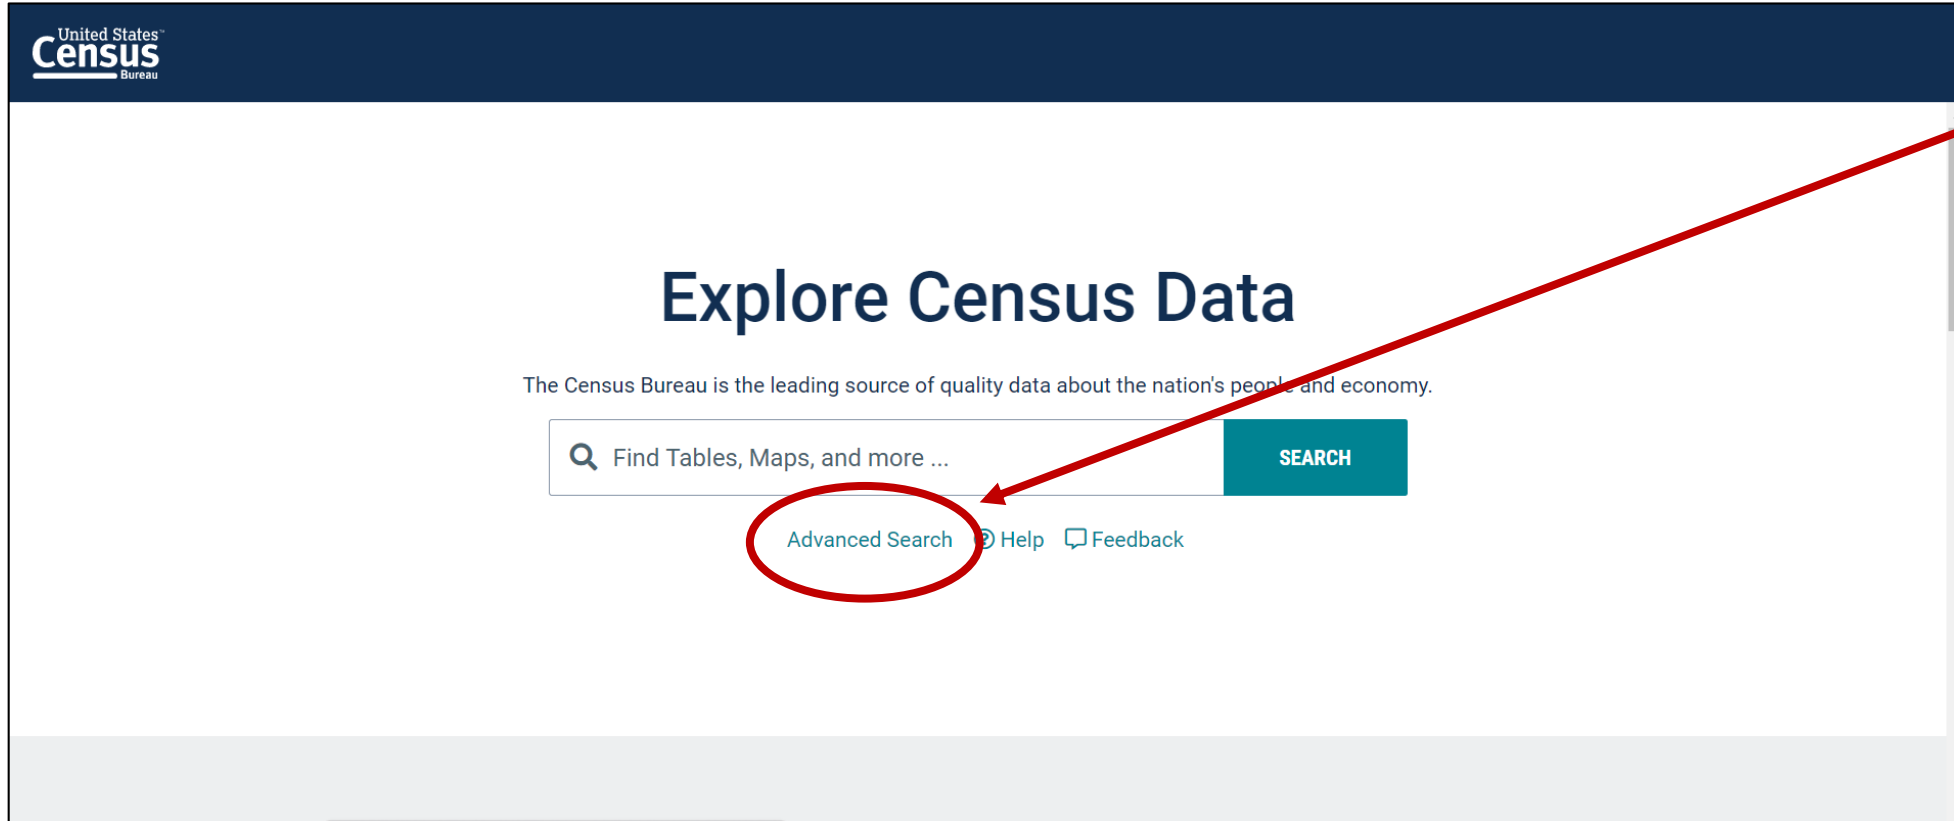 United States™
Census
Bureau
Explore Census Data
The Census Bureau is the leading source of quality data about the nation's people and economy.
Find Tables, Maps, and more ...
SEARCH
Advanced Search Help Feedback